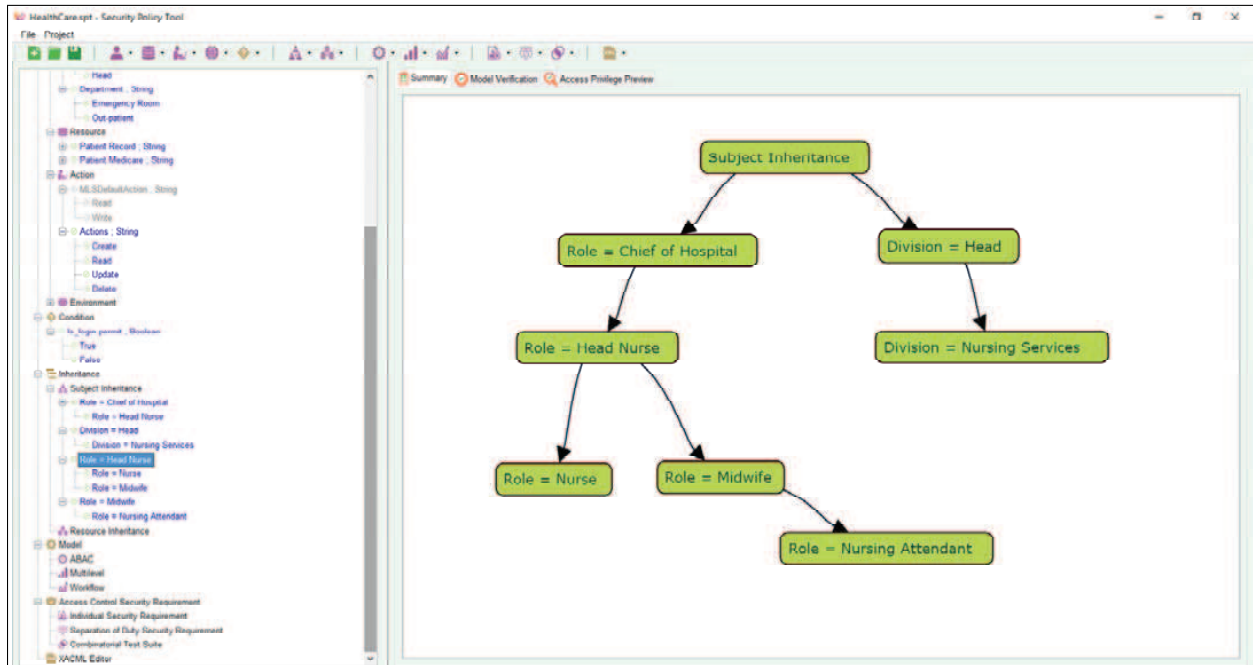 HealthCare.spt - Security Policy Tool
File Project
Head
Department ; String
Emergency Room
Out-patient
Resource
Patient Record ; String
Patient Medicare ; String
Action
MLSDefaultAction ; String
Read
Write
Actions ; String
Create
Read
Update
Delete
Environment
Condition
Is_login permit ; Boolean
True
False
Inheritance
Subject Inheritance
Role = Chief of Hospital
Role = Head Nurse
Division = Head
Division = Nursing Services
Role = Head Nurse
Role = Nurse
Role = Midwife
Role = Midwife
Role = Nursing Attendant
Resource Inheritance
Model
ABAC
Multilevel
Workflow
Access Control Security Requirement
Individual Security Requirement
Separation of Duty Security Requirement
Combinatorial Test Suite
XACML Editor
Summary Model Verification Access Privilege Preview
Subject Inheritance
Role = Chief of Hospital
Division = Head
Role = Head Nurse
Division = Nursing Services
Role = Nurse
Role = Midwife
Role = Nursing Attendant